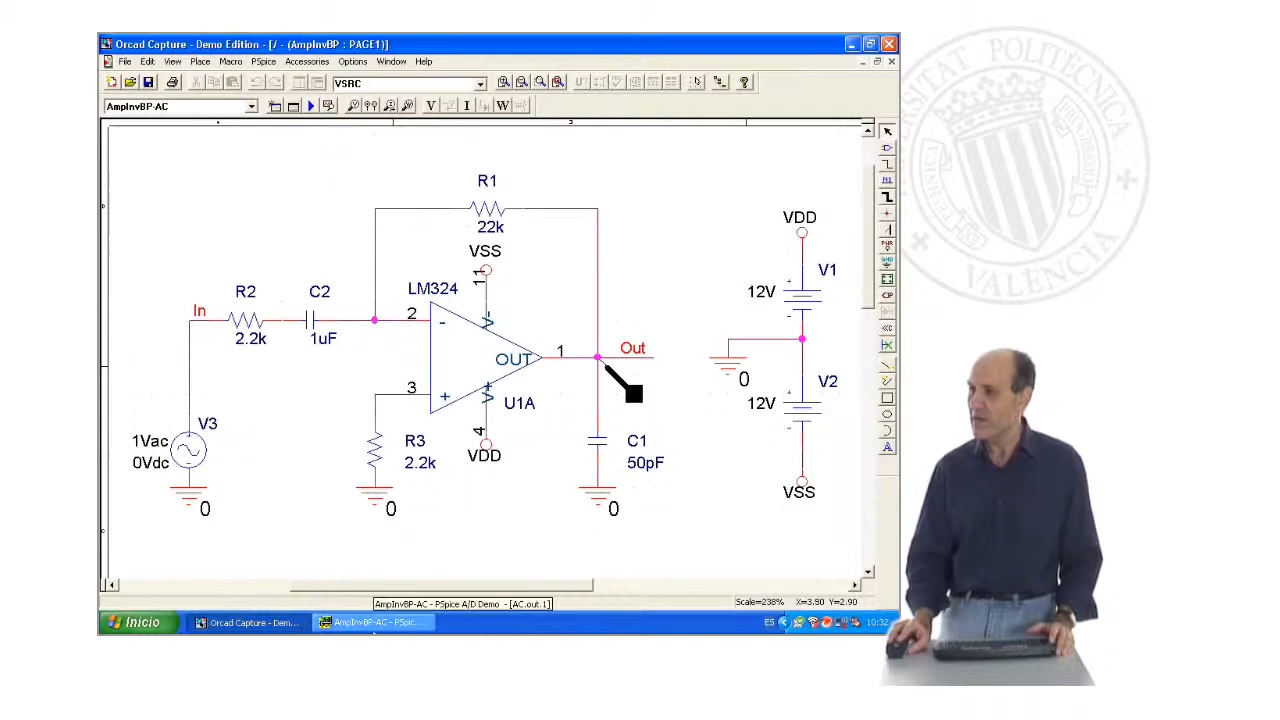 Orcad Capture - Demo Edition - [/ - (AmpInvBP : PAGE1)]
File Edit View Place Macro PSpice Accessories Options Window Help
VSRC
AmpInvBP-AC
V I W
R1
22k
VSS
11
LM324
R2
C2
In
2
2.2k
1uF
-
V-
OUT
1
Out
3
+
V+
U1A
V3
1Vac
0Vdc
R3
2.2k
4
VDD
C1
50pF
0
0
0
VDD
V1
12V
+
-
0
V2
12V
+
-
VSS
AmpInvBP-AC - PSpice A/D Demo - [AC.out.1]
Scale=238% X=3.90 Y=2.90
Inicio
Orcad Capture - Dem...
AmpInvBP-AC - PSpic...
ES
10:32
POLITÈCNICA
VALÈNCIA